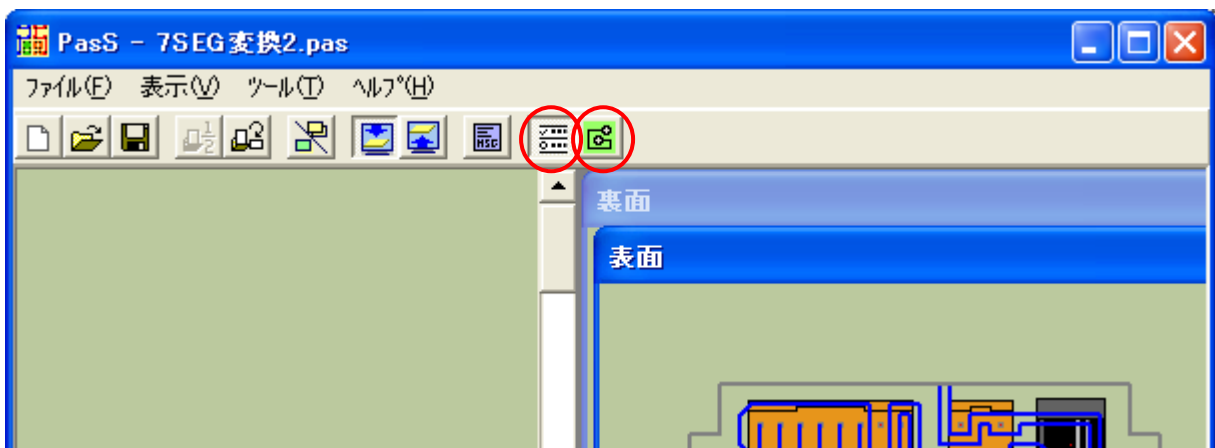 PasS - 7SEG変換2.pas
ファイル(F) 表示(V) ツール(T) ヘルプ(H)
裏面
表面